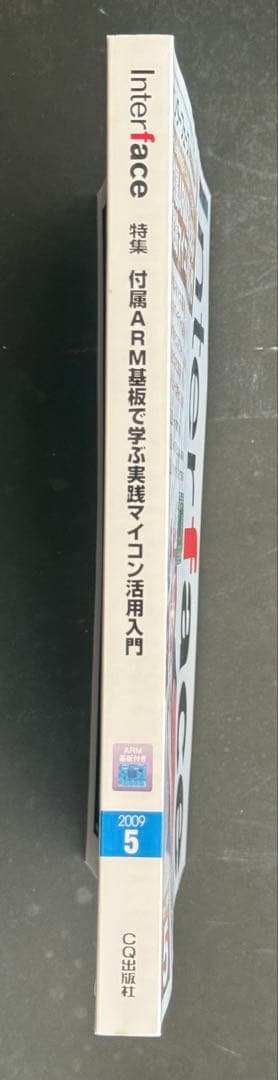 Interface
特集 付属ARM基板で学ぶ実践マイコン活用入門
ARM
基板付き
2009
5
CQ出版社
Interface